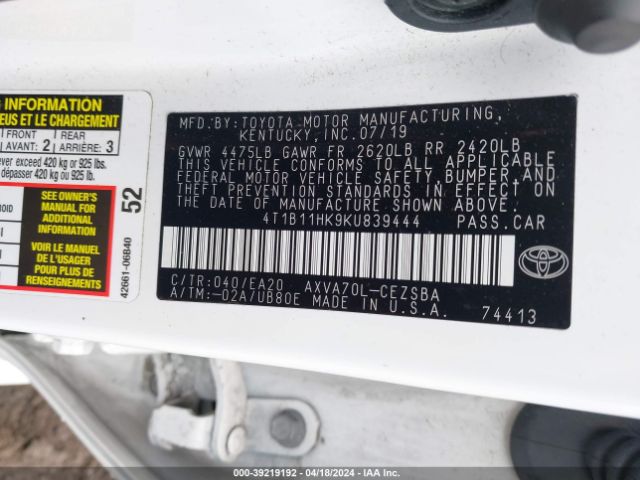 G INFORMATION
EUS ET LE CHARGEMENT
FRONT
REAR
AVANT: 2
ARRIÈRE: 3
ever exceed 420 kg or 925 lbs.
dépasser 420 kg ou 925 lb.
SEE OWNER'S
MANUAL FOR
ADDITIONAL
INFORMATION
VOIR LE MANUEL
DE L'USAGER
POUR PLUS DE
RENSEIGNEMENTS
52
42661-06B40
MFD.BY:TOYOTA MOTOR MANUFACTURING,
KENTUCKY,INC.07/19
GVWR 4475LB GAWR FR 2620LB RR 2420LB
THIS VEHICLE CONFORMS TO ALL APPLICABLE
FEDERAL MOTOR VEHICLE SAFETY,BUMPER,AND
THEFT PREVENTION STANDARDS IN EFFECT ON
THE DATE OF MANUFACTURE SHOWN ABOVE.
4T1B11HK9KU839444 PASS.CAR
C/TR:040/EA20 AXVA70L-CEZSBA
A/TM:-02A/UB80E MADE IN U.S.A.
74413
000-39219192 - 04/18/2024 - IAA Inc.